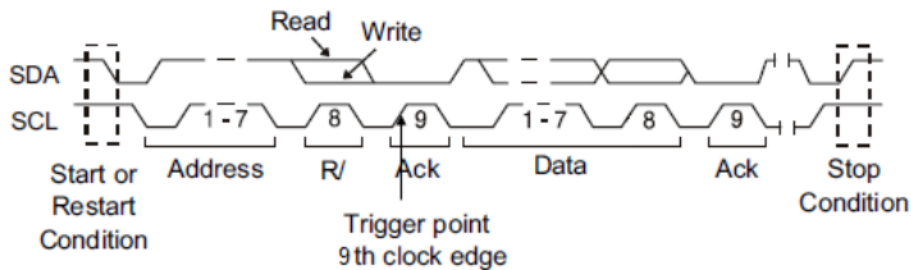 Read
Write
SDA
SCL
1 - 7
8
9
1 - 7
8
9
Address
R/
Ack
Data
Ack
Start or
Restart
Condition
Stop
Condition
Trigger point
9th clock edge